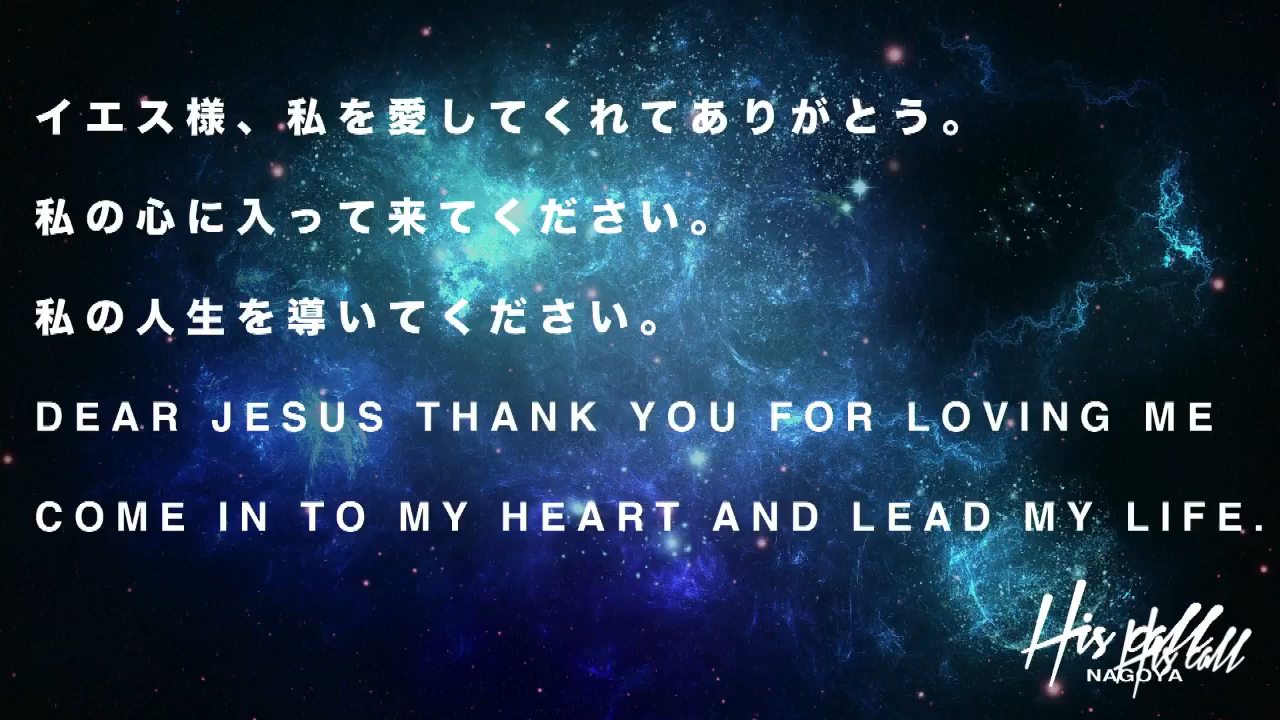 イエス様、私を愛してくれてありがとう。
私の心に入って来てください。
私の人生を導いてください。
DEAR JESUS THANK YOU FOR LOVING ME
COME IN TO MY HEART AND LEAD MY LIFE.
His call
NAGOYA